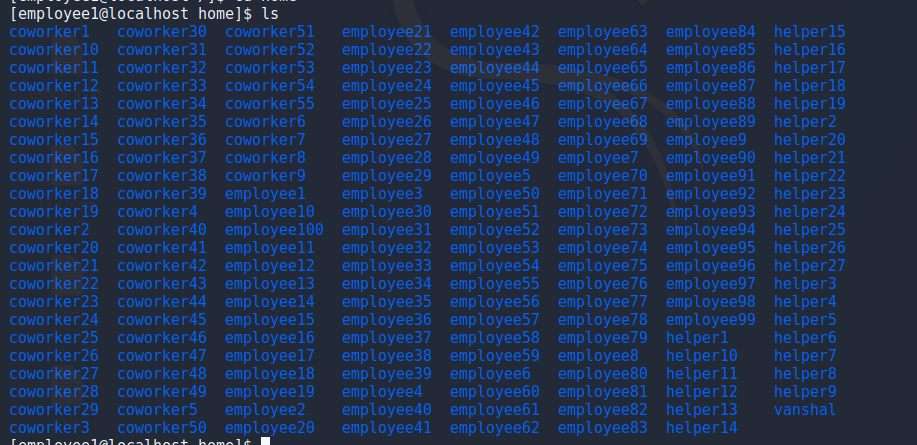 [employee1@localhost /]$ cd home
[employee1@localhost home]$ ls
coworker1 coworker30 coworker51 employee21 employee42 employee63 employee84 helper15
coworker10 coworker31 coworker52 employee22 employee43 employee64 employee85 helper16
coworker11 coworker32 coworker53 employee23 employee44 employee65 employee86 helper17
coworker12 coworker33 coworker54 employee24 employee45 employee66 employee87 helper18
coworker13 coworker34 coworker55 employee25 employee46 employee67 employee88 helper19
coworker14 coworker35 coworker6 employee26 employee47 employee68 employee89 helper2
coworker15 coworker36 coworker7 employee27 employee48 employee69 employee9 helper20
coworker16 coworker37 coworker8 employee28 employee49 employee7 employee90 helper21
coworker17 coworker38 coworker9 employee29 employee5 employee70 employee91 helper22
coworker18 coworker39 employee1 employee3 employee50 employee71 employee92 helper23
coworker19 coworker4 employee10 employee30 employee51 employee72 employee93 helper24
coworker2 coworker40 employee100 employee31 employee52 employee73 employee94 helper25
coworker20 coworker41 employee11 employee32 employee53 employee74 employee95 helper26
coworker21 coworker42 employee12 employee33 employee54 employee75 employee96 helper27
coworker22 coworker43 employee13 employee34 employee55 employee76 employee97 helper3
coworker23 coworker44 employee14 employee35 employee56 employee77 employee98 helper4
coworker24 coworker45 employee15 employee36 employee57 employee78 employee99 helper5
coworker25 coworker46 employee16 employee37 employee58 employee79 helper1 helper6
coworker26 coworker47 employee17 employee38 employee59 employee8 helper10 helper7
coworker27 coworker48 employee18 employee39 employee6 employee80 helper11 helper8
coworker28 coworker49 employee19 employee4 employee60 employee81 helper12 helper9
coworker29 coworker5 employee2 employee40 employee61 employee82 helper13 vanshal
coworker3 coworker50 employee20 employee41 employee62 employee83 helper14
[employee1@localhost home]$